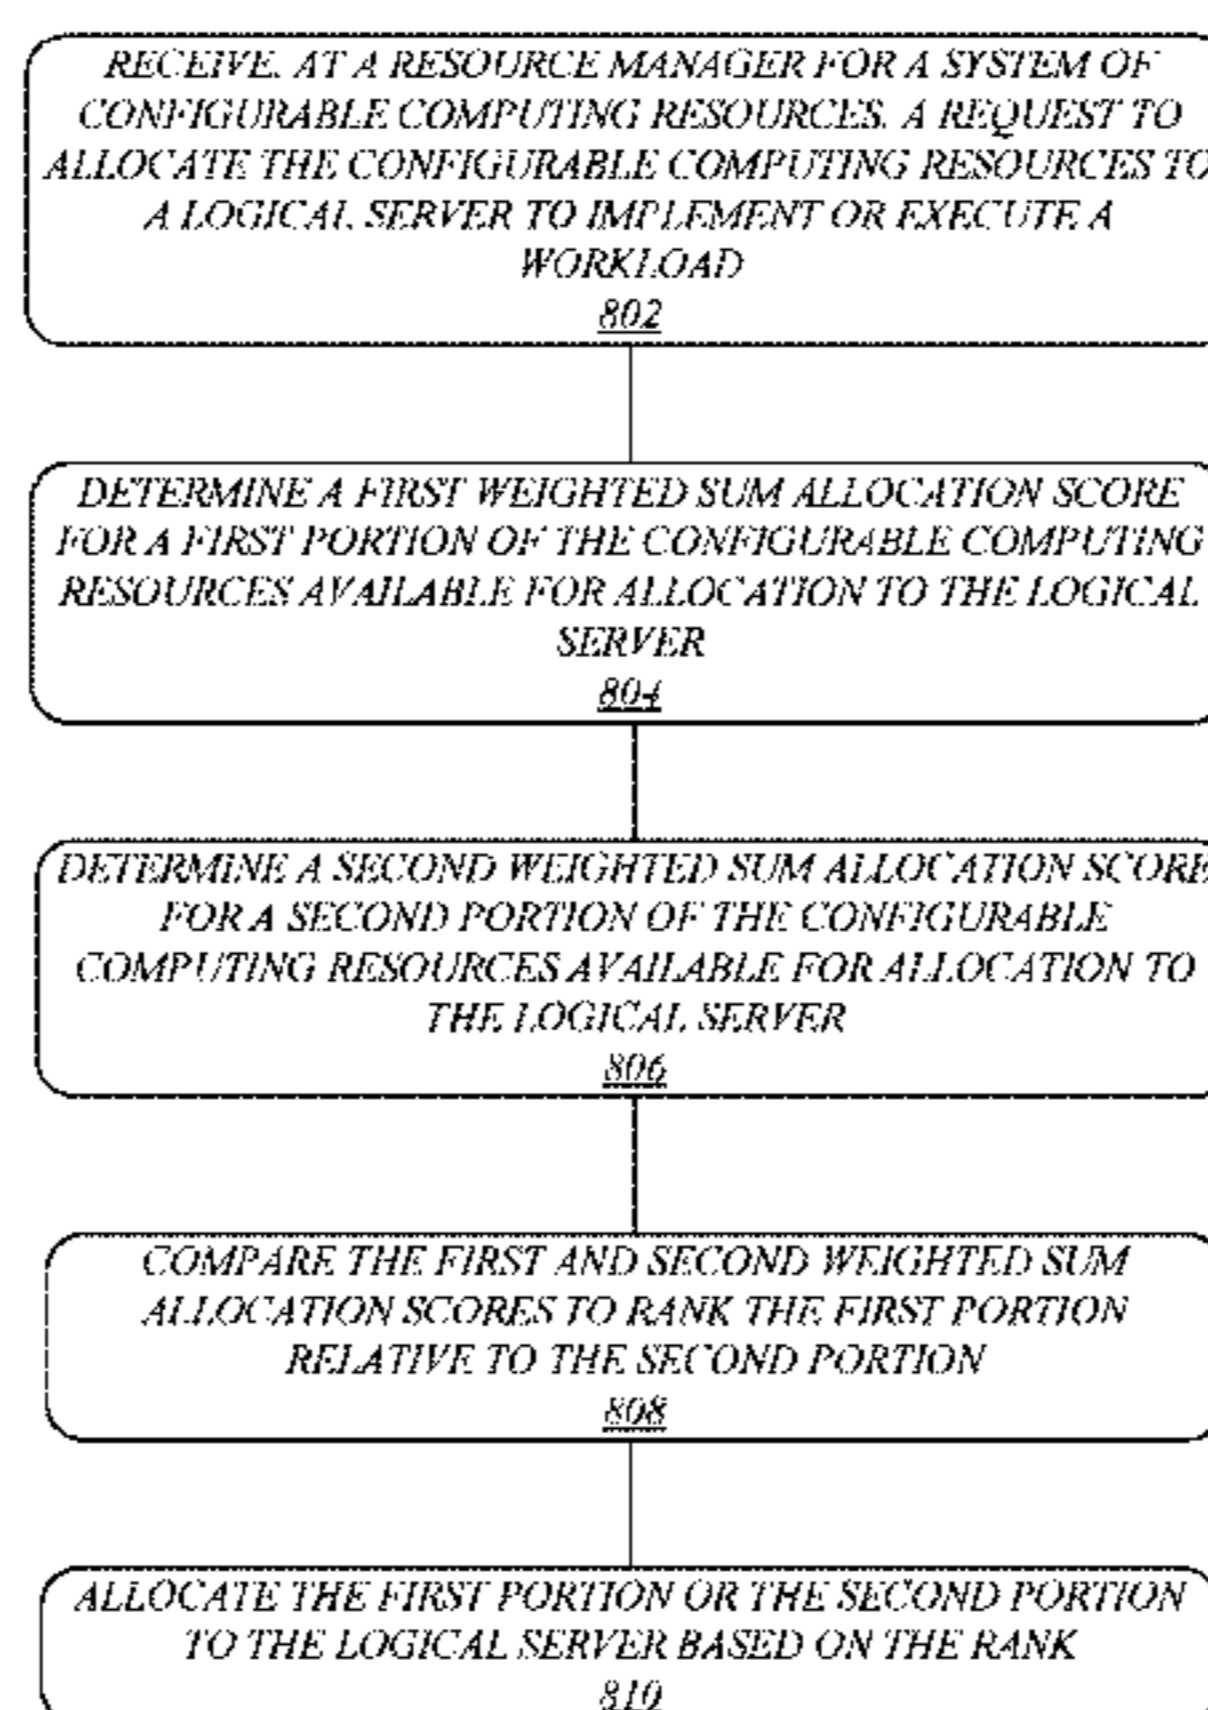 RECEIVE, AT A RESOURCE MANAGER FOR A SYSTEM OF
CONFIGURABLE COMPUTING RESOURCES, A REQUEST TO
ALLOCATE THE CONFIGURABLE COMPUTING RESOURCES TO
A LOGICAL SERVER TO IMPLEMENT OR EXECUTE A
WORKLOAD
802
DETERMINE A FIRST WEIGHTED SUM ALLOCATION SCORE
FOR A FIRST PORTION OF THE CONFIGURABLE COMPUTING
RESOURCES AVAILABLE FOR ALLOCATION TO THE LOGICAL
SERVER
804
DETERMINE A SECOND WEIGHTED SUM ALLOCATION SCORE
FOR A SECOND PORTION OF THE CONFIGURABLE
COMPUTING RESOURCES AVAILABLE FOR ALLOCATION TO
THE LOGICAL SERVER
806
COMPARE THE FIRST AND SECOND WEIGHTED SUM
ALLOCATION SCORES TO RANK THE FIRST PORTION
RELATIVE TO THE SECOND PORTION
808
ALLOCATE THE FIRST PORTION OR THE SECOND PORTION
TO THE LOGICAL SERVER BASED ON THE RANK
810